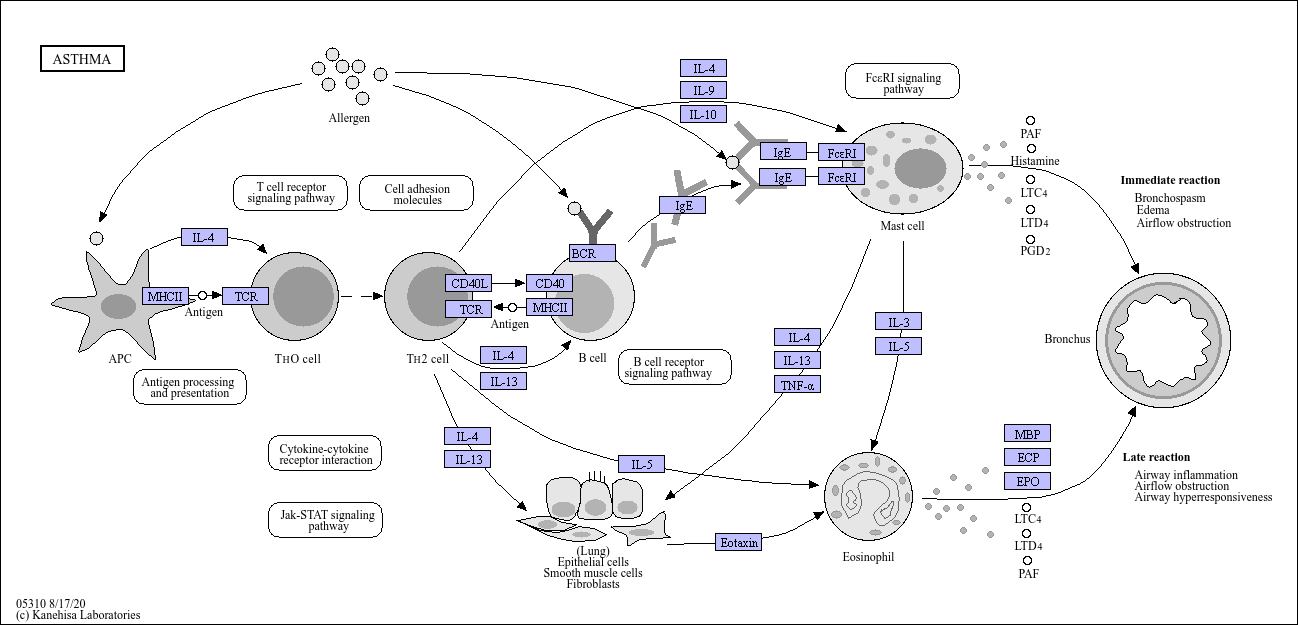 ASTHMA
Allergen
IL-4
IL-9
IL-10
FcεRI signaling
pathway
T cell receptor
signaling pathway
Cell adhesion
molecules
IgE
FcεRI
IgE
FcεRI
IgE
Mast cell
PAF
Histamine
LTC4
LTD4
PGD2
Immediate reaction
Bronchospasm
Edema
Airflow obstruction
IL-4
BCR
MHCII
TCR
Antigen
CD40L
CD40
TCR
MHCII
Antigen
APC
TH0 cell
TH2 cell
B cell
IL-4
IL-13
B cell receptor
signaling pathway
Antigen processing
and presentation
IL-4
IL-13
TNF-α
IL-3
IL-5
Bronchus
Cytokine-cytokine
receptor interaction
Jak-STAT signaling
pathway
IL-4
IL-13
IL-5
Eotaxin
(Lung)
Epithelial cells
Smooth muscle cells
Fibroblasts
Eosinophil
MBP
ECP
EPO
LTC4
LTD4
PAF
Late reaction
Airway inflammation
Airflow obstruction
Airway hyperresponsiveness
05310 8/17/20
(c) Kanehisa Laboratories